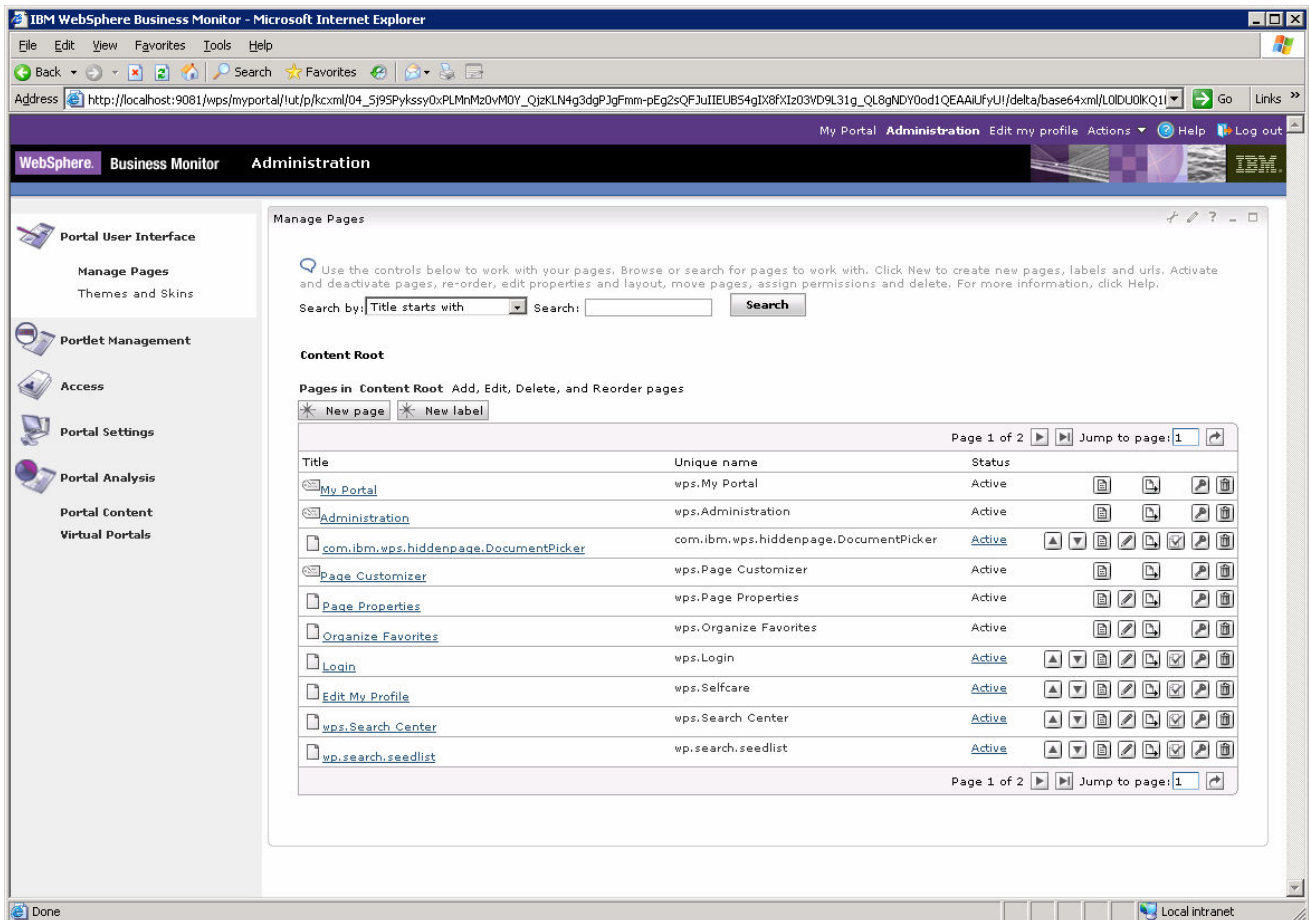 IBM WebSphere Business Monitor - Microsoft Internet Explorer
File Edit View Favorites Tools Help
Back Search Favorites
Address http://localhost:9081/wps/myportal/!ut/p/kcxml/ Go Links »
My Portal Administration Edit my profile Actions Help Log out
WebSphere. Business Monitor Administration IBM.
Manage Pages ? 
Portal User Interface
Manage Pages
Themes and Skins
Portlet Management
Access
Portal Settings
Portal Analysis
Portal Content
Virtual Portals
Use the controls below to work with your pages. Browse or search for pages to work with. Click New to create new pages, labels and urls. Activate
and deactivate pages, re-order, edit properties and layout, move pages, assign permissions and delete. For more information, click Help.
Search by: Title starts with Search: Search
Content Root
Pages in Content Root Add, Edit, Delete, and Reorder pages
New page New label
Page 1 of 2 Jump to page: 1
Title Unique name Status
My Portal wps.My Portal Active
Administration wps.Administration Active
com.ibm.wps.hiddenpage.DocumentPicker com.ibm.wps.hiddenpage.DocumentPicker Active
Page Customizer wps.Page Customizer Active
Page Properties wps.Page Properties Active
Organize Favorites wps.Organize Favorites Active
Login wps.Login Active
Edit My Profile wps.Selfcare Active
wps.Search Center wps.Search Center Active
wp.search.seedlist wp.search.seedlist Active
Page 1 of 2 Jump to page: 1
Done Local intranet